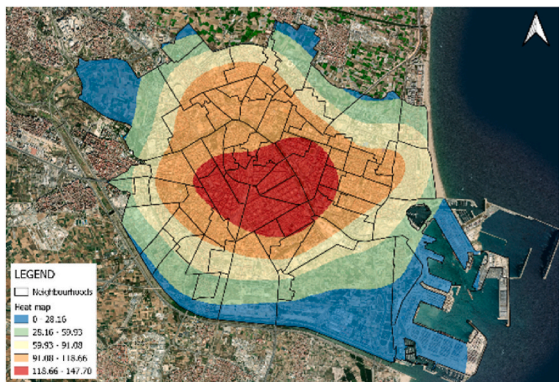 LEGEND
Neighbourhoods
Heat map
0 - 28.16
28.16 - 59.93
59.93 - 91.08
91.08 - 118.66
118.66 - 147.70